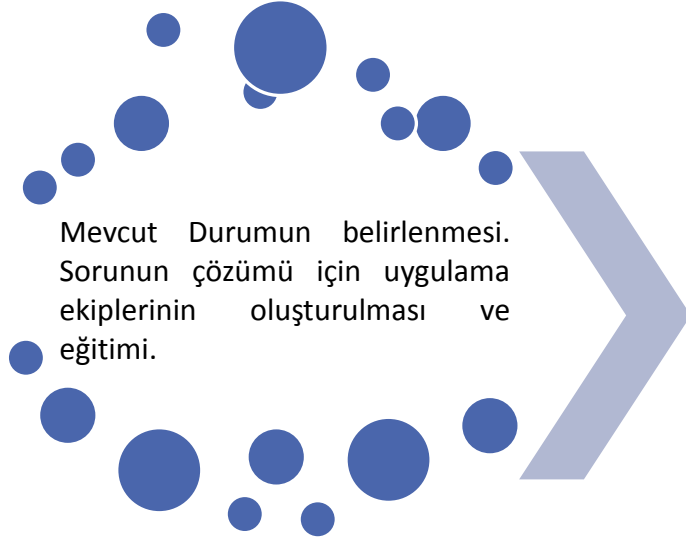 Mevcut Durumun belirlenmesi.
Sorunun çözümü için uygulama
ekiplerinin oluşturulması ve
eğitimi.